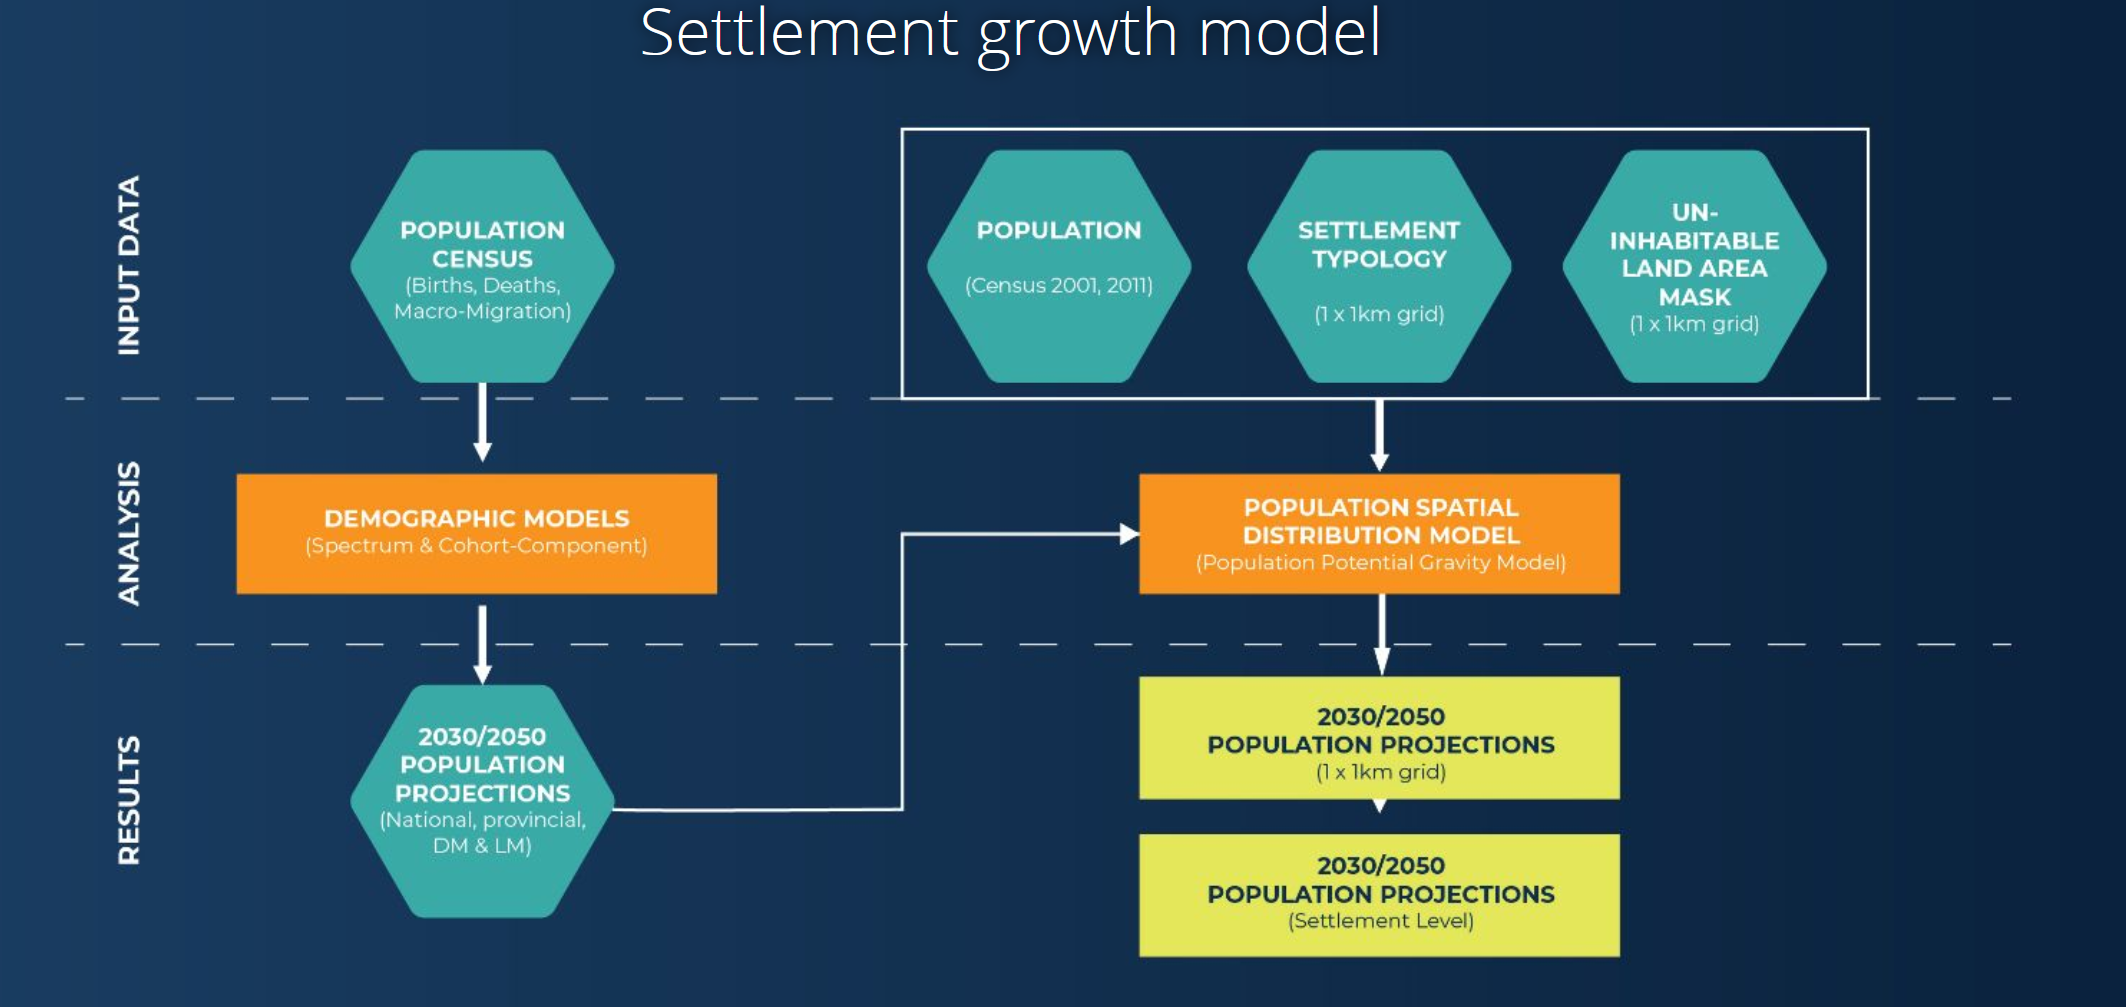 Settlement growth model
INPUT DATA
POPULATION
CENSUS
(Births, Deaths,
Macro-Migration)
POPULATION
(Census 2001, 2011)
SETTLEMENT
TYPOLOGY
(1 x 1km grid)
UN-
INHABITABLE
LAND AREA
MASK
(1 x 1km grid)
ANALYSIS
DEMOGRAPHIC MODELS
(Spectrum & Cohort-Component)
POPULATION SPATIAL
DISTRIBUTION MODEL
(Population Potential Gravity Model)
RESULTS
2030/2050
POPULATION
PROJECTIONS
(National, provincial,
DM & LM)
2030/2050
POPULATION PROJECTIONS
(1 x 1km grid)
2030/2050
POPULATION PROJECTIONS
(Settlement Level)